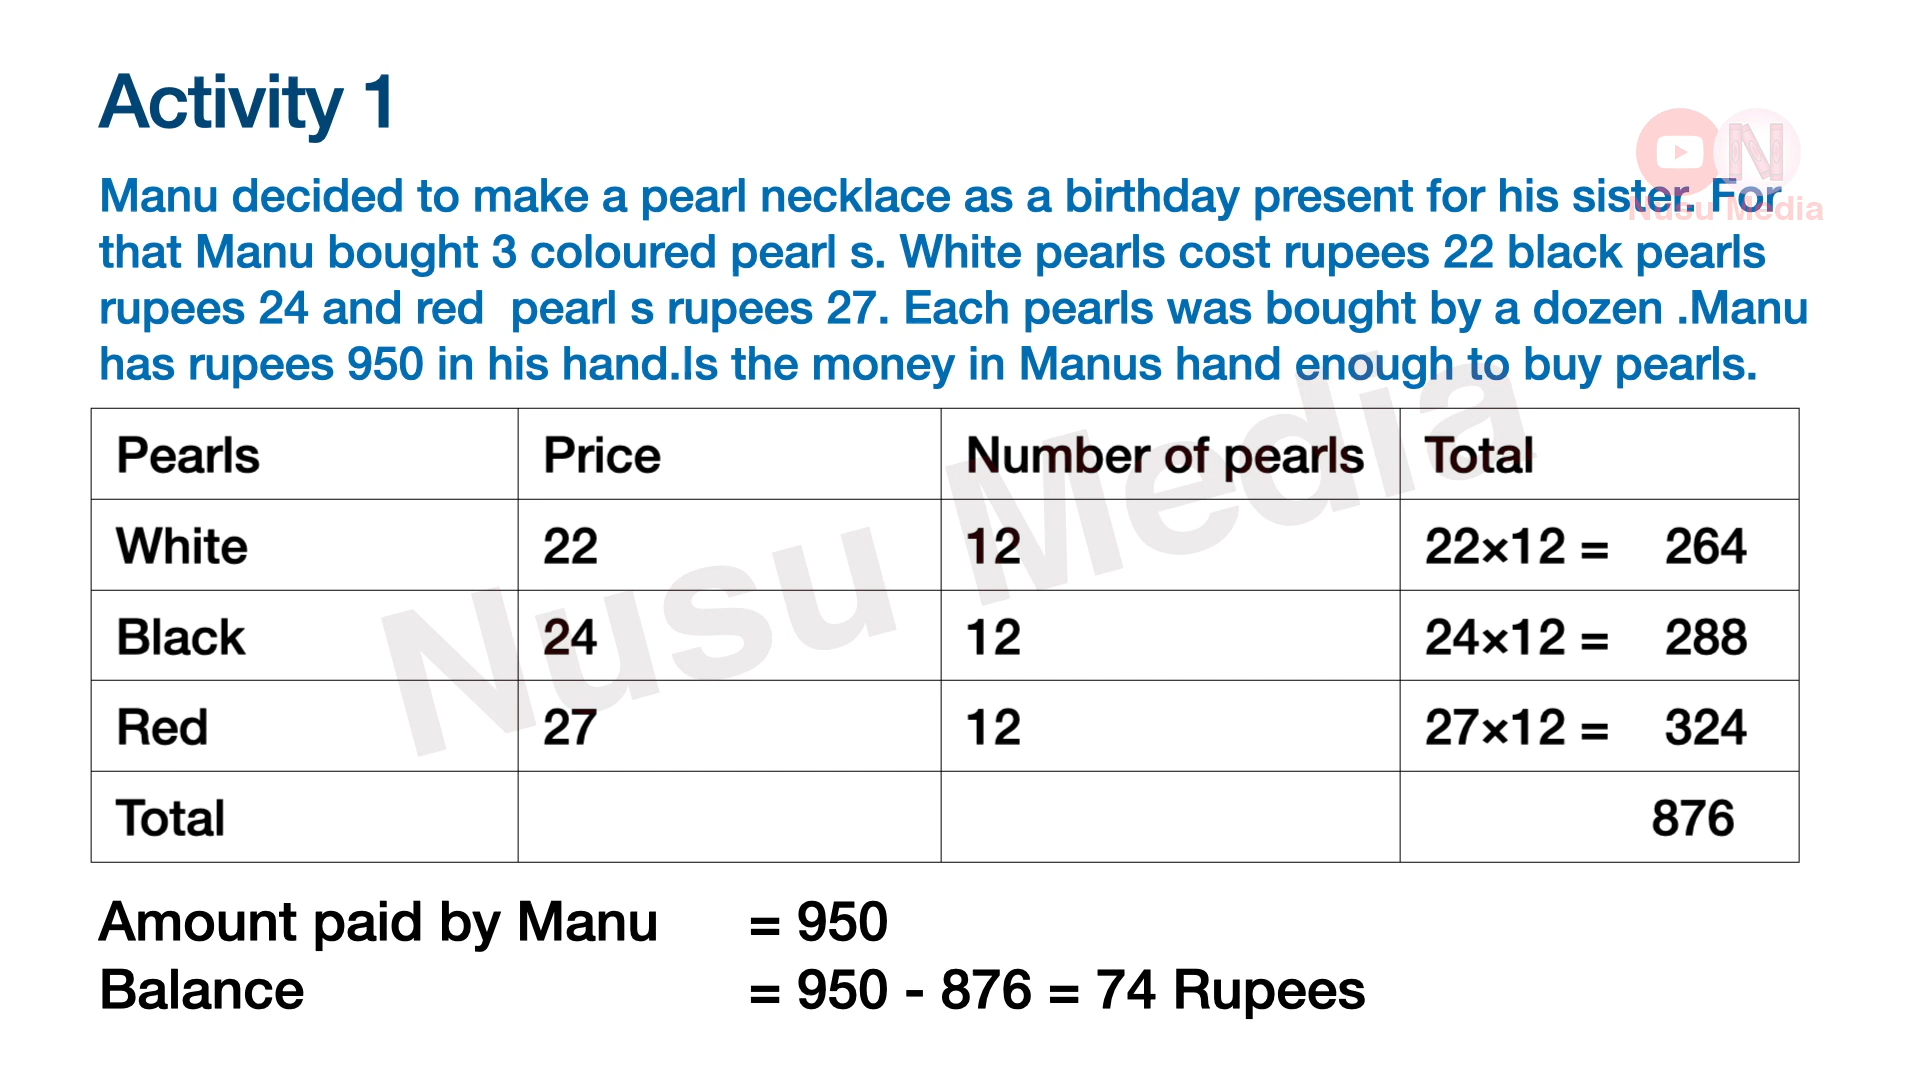 Activity 1
Nusu Media
Manu decided to make a pearl necklace as a birthday present for his sister. For
that Manu bought 3 coloured pearl s. White pearls cost rupees 22 black pearls
rupees 24 and red  pearl s rupees 27. Each pearls was bought by a dozen .Manu
has rupees 950 in his hand.Is the money in Manus hand enough to buy pearls.
Pearls Price Number of pearls Total
White 22 12 22×12 = 264
Black 24 12 24×12 = 288
Red 27 12 27×12 = 324
Total 876
Nusu Media
Amount paid by Manu = 950
Balance = 950 - 876 = 74 Rupees